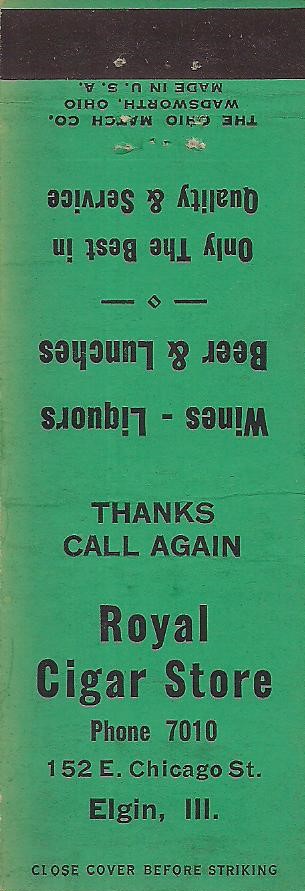 THE OHIO MATCH CO.
WADSWORTH, OHIO
MADE IN U. S. A.
Wines - Liquors
Beer & Lunches
Only The Best in
Quality & Service
THANKS
CALL AGAIN
Royal
Cigar Store
Phone 7010
152 E. Chicago St.
Elgin, Ill.
CLOSE COVER BEFORE STRIKING